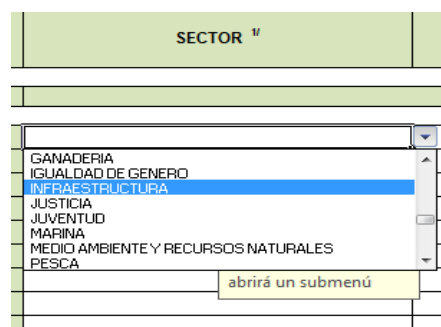 SECTOR 1/
GANADERIA
IGUALDAD DE GENERO
INFRAESTRUCTURA
JUSTICIA
JUVENTUD
MARINA
MEDIO AMBIENTE Y RECURSOS NATURALES
PESCA
abrirá un submenú